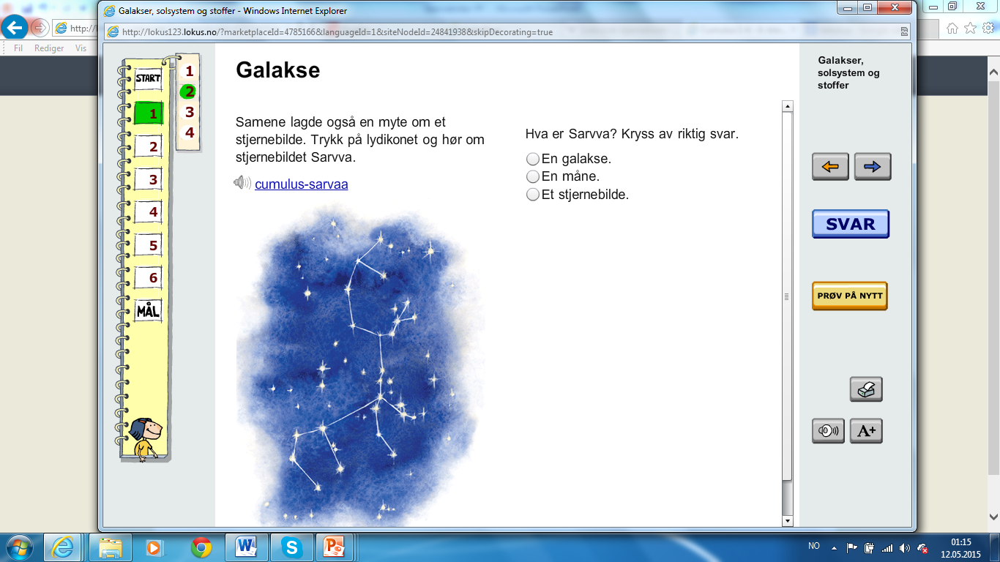 Galakser, solsystem og stoffer - Windows Internet Explorer
http://lokus123.lokus.no/?marketplaceId=4785166&languageId=1&siteNodeId=24841938&skipDecorating=true
http://l
Fil Rediger Vis
START
1
2
3
4
5
6
MÅL
1
2
3
4
Galakse
Samene lagde også en myte om et
stjernebilde. Trykk på lydikonet og hør om
stjernebildet Sarvva.
cumulus-sarvaa
Hva er Sarvva? Kryss av riktig svar.
En galakse.
En måne.
Et stjernebilde.
Galakser,
solsystem og
stoffer
SVAR
PRØV PÅ NYTT
A+
NO
01:15
12.05.2015